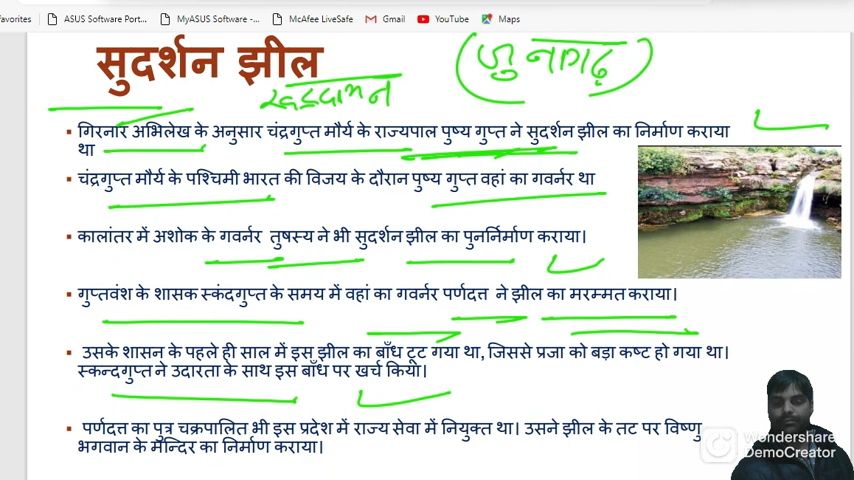 avorites ASUS Software Port... MyASUS Software -... McAfee LiveSafe Gmail YouTube Maps
सुदर्शन झील
(जुनागढ़)
रुद्रदामन
▪ गिरनार अभिलेख के अनुसार चंद्रगुप्त मौर्य के राज्यपाल पुष्य गुप्त ने सुदर्शन झील का निर्माण कराया
था
▪ चंद्रगुप्त मौर्य के पश्चिमी भारत की विजय के दौरान पुष्य गुप्त वहां का गवर्नर था
▪ कालांतर में अशोक के गवर्नर तुषस्य ने भी सुदर्शन झील का पुनर्निर्माण कराया।
▪ गुप्तवंश के शासक स्कंदगुप्त के समय में वहां का गवर्नर पर्णदत्त ने झील का मरम्मत कराया।
▪ उसके शासन के पहले ही साल में इस झील का बाँध टूट गया था, जिससे प्रजा को बड़ा कष्ट हो गया था।
स्कन्दगुप्त ने उदारता के साथ इस बाँध पर खर्च किया।
▪ पर्णदत्त का पुत्र चक्रपालित भी इस प्रदेश में राज्य सेवा में नियुक्त था। उसने झील के तट पर विष्णु
भगवान के मन्दिर का निर्माण कराया।
Wondershare
DemoCreator